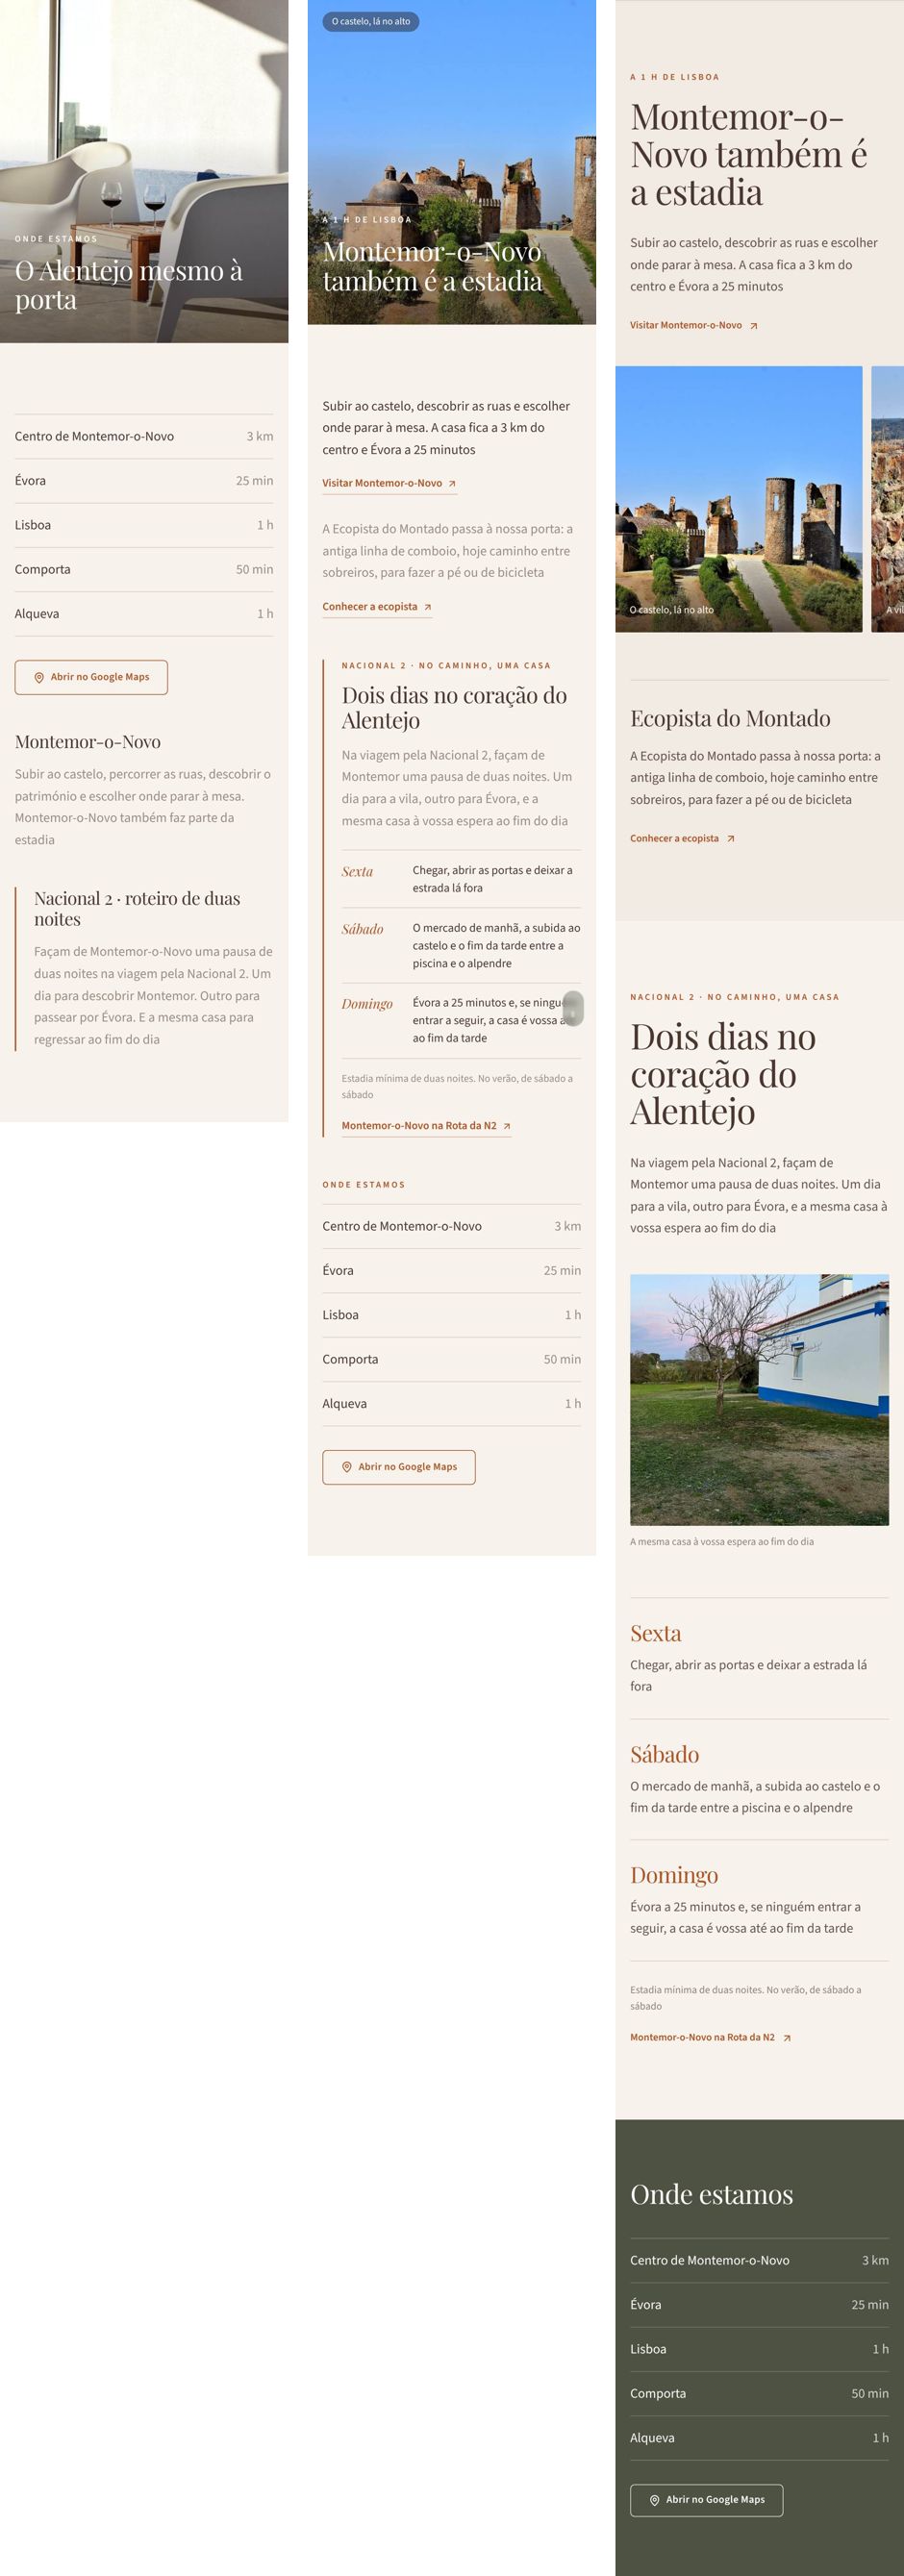 ONDE ESTAMOS
O Alentejo mesmo à
porta
Centro de Montemor-o-Novo 3 km
Évora 25 min
Lisboa 1 h
Comporta 50 min
Alqueva 1 h
Abrir no Google Maps
Montemor-o-Novo
Subir ao castelo, percorrer as ruas, descobrir o
património e escolher onde parar à mesa.
Montemor-o-Novo também faz parte da
estadia
Nacional 2 · roteiro de duas
noites
Façam de Montemor-o-Novo uma pausa de
duas noites na viagem pela Nacional 2. Um
dia para descobrir Montemor. Outro para
passear por Évora. E a mesma casa para
regressar ao fim do dia
O castelo, lá no alto
A 1 H DE LISBOA
Montemor-o-Novo
também é a estadia
Subir ao castelo, descobrir as ruas e escolher
onde parar à mesa. A casa fica a 3 km do
centro e Évora a 25 minutos
Visitar Montemor-o-Novo
A Ecopista do Montado passa à nossa porta: a
antiga linha de comboio, hoje caminho entre
sobreiros, para fazer a pé ou de bicicleta
Conhecer a ecopista
NACIONAL 2 · NO CAMINHO, UMA CASA
Dois dias no coração do
Alentejo
Na viagem pela Nacional 2, façam de
Montemor uma pausa de duas noites. Um
dia para a vila, outro para Évora, e a
mesma casa à vossa espera ao fim do dia
Sexta
Chegar, abrir as portas e deixar a
estrada lá fora
Sábado
O mercado de manhã, a subida ao
castelo e o fim da tarde entre a
piscina e o alpendre
Domingo
Évora a 25 minutos e, se
entrar a seguir, a casa é vossa
ao fim da tarde
Estadia mínima de duas noites. No verão, de sábado a
sábado
Montemor-o-Novo na Rota da N2
ONDE ESTAMOS
Centro de Montemor-o-Novo 3 km
Évora 25 min
Lisboa 1 h
Comporta 50 min
Alqueva 1 h
Abrir no Google Maps
A 1 H DE LISBOA
Montemor-o-
Novo também é
a estadia
Subir ao castelo, descobrir as ruas e escolher
onde parar à mesa. A casa fica a 3 km do
centro e Évora a 25 minutos
Visitar Montemor-o-Novo
O castelo, lá no alto
A
Ecopista do Montado
A Ecopista do Montado passa à nossa porta: a
antiga linha de comboio, hoje caminho entre
sobreiros, para fazer a pé ou de bicicleta
Conhecer a ecopista
NACIONAL 2 · NO CAMINHO, UMA CASA
Dois dias no
coração do
Alentejo
Na viagem pela Nacional 2, façam de
Montemor uma pausa de duas noites. Um dia
para a vila, outro para Évora, e a mesma casa à
vossa espera ao fim do dia
A mesma casa à vossa espera ao fim do dia
Sexta
Chegar, abrir as portas e deixar a estrada lá
fora
Sábado
O mercado de manhã, a subida ao castelo e o
fim da tarde entre a piscina e o alpendre
Domingo
Évora a 25 minutos e, se ninguém entrar a
seguir, a casa é vossa até ao fim da tarde
Estadia mínima de duas noites. No verão, de sábado a
sábado
Montemor-o-Novo na Rota da N2
Onde estamos
Centro de Montemor-o-Novo 3 km
Évora 25 min
Lisboa 1 h
Comporta 50 min
Alqueva 1 h
Abrir no Google Maps